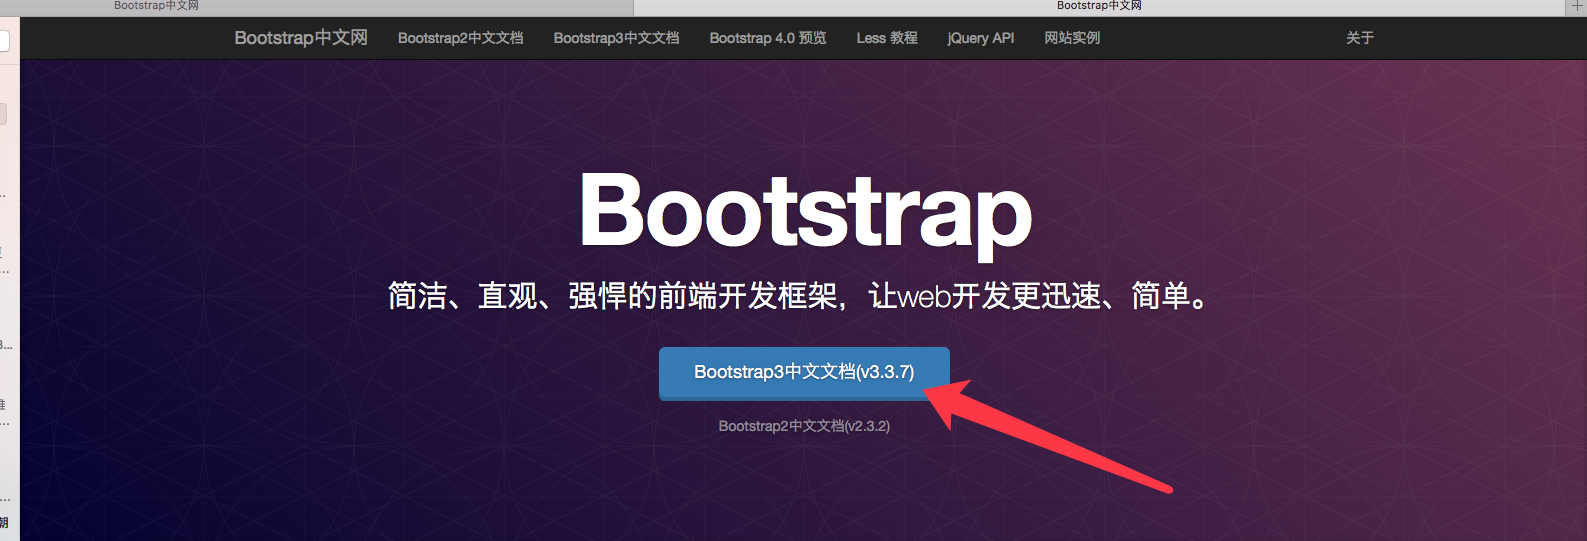 Bootstrap中文网
Bootstrap中文网
Bootstrap中文网 Bootstrap2中文文档 Bootstrap3中文文档 Bootstrap 4.0 预览 Less 教程 jQuery API 网站实例 关于
Bootstrap
简洁、直观、强悍的前端开发框架，让web开发更迅速、简单。
Bootstrap3中文文档(v3.3.7)
Bootstrap2中文文档(v2.3.2)